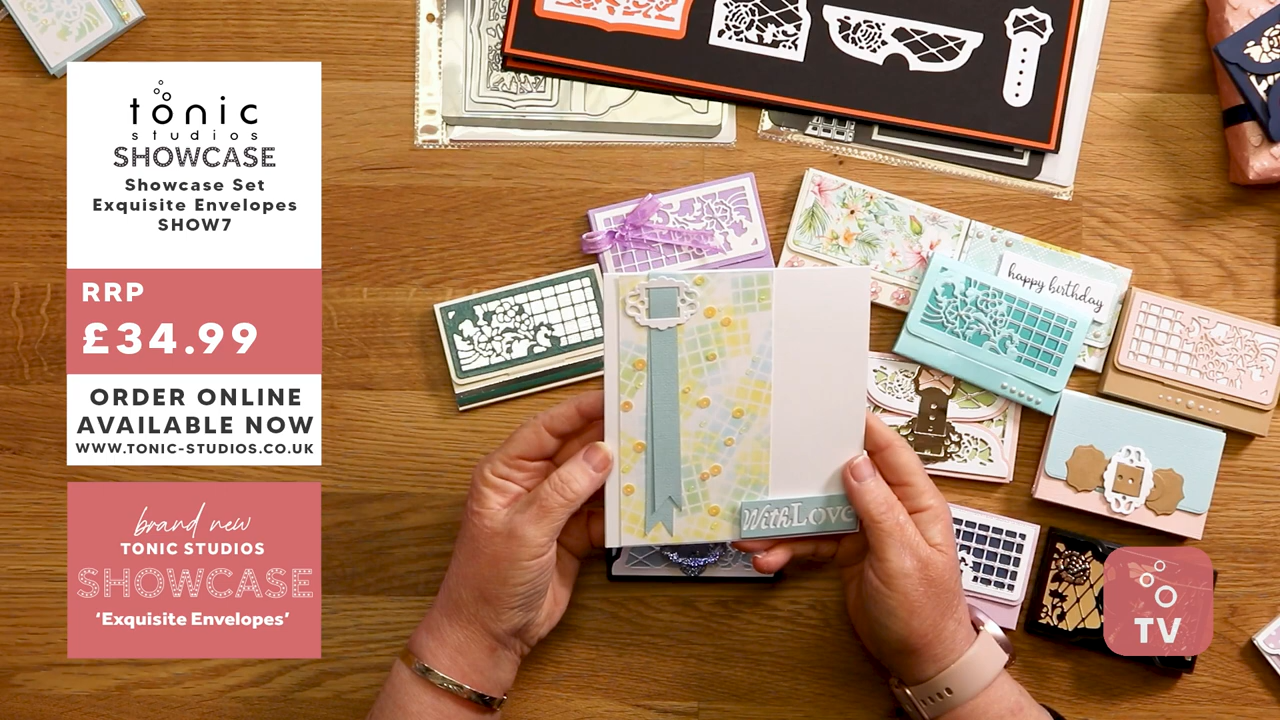 tonic
studios
SHOWCASE
Showcase Set
Exquisite Envelopes
SHOW7
RRP
£34.99
ORDER ONLINE
AVAILABLE NOW
WWW.TONIC-STUDIOS.CO.UK
brand new
TONIC STUDIOS
SHOWCASE
‘Exquisite Envelopes’
happy birthday
With Love
TV